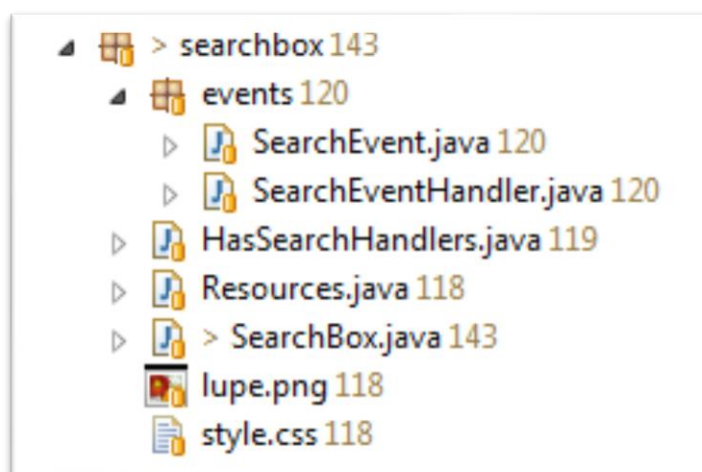 > searchbox 143
events 120
SearchEvent.java 120
SearchEventHandler.java 120
HasSearchHandlers.java 119
Resources.java 118
> SearchBox.java 143
lupe.png 118
style.css 118